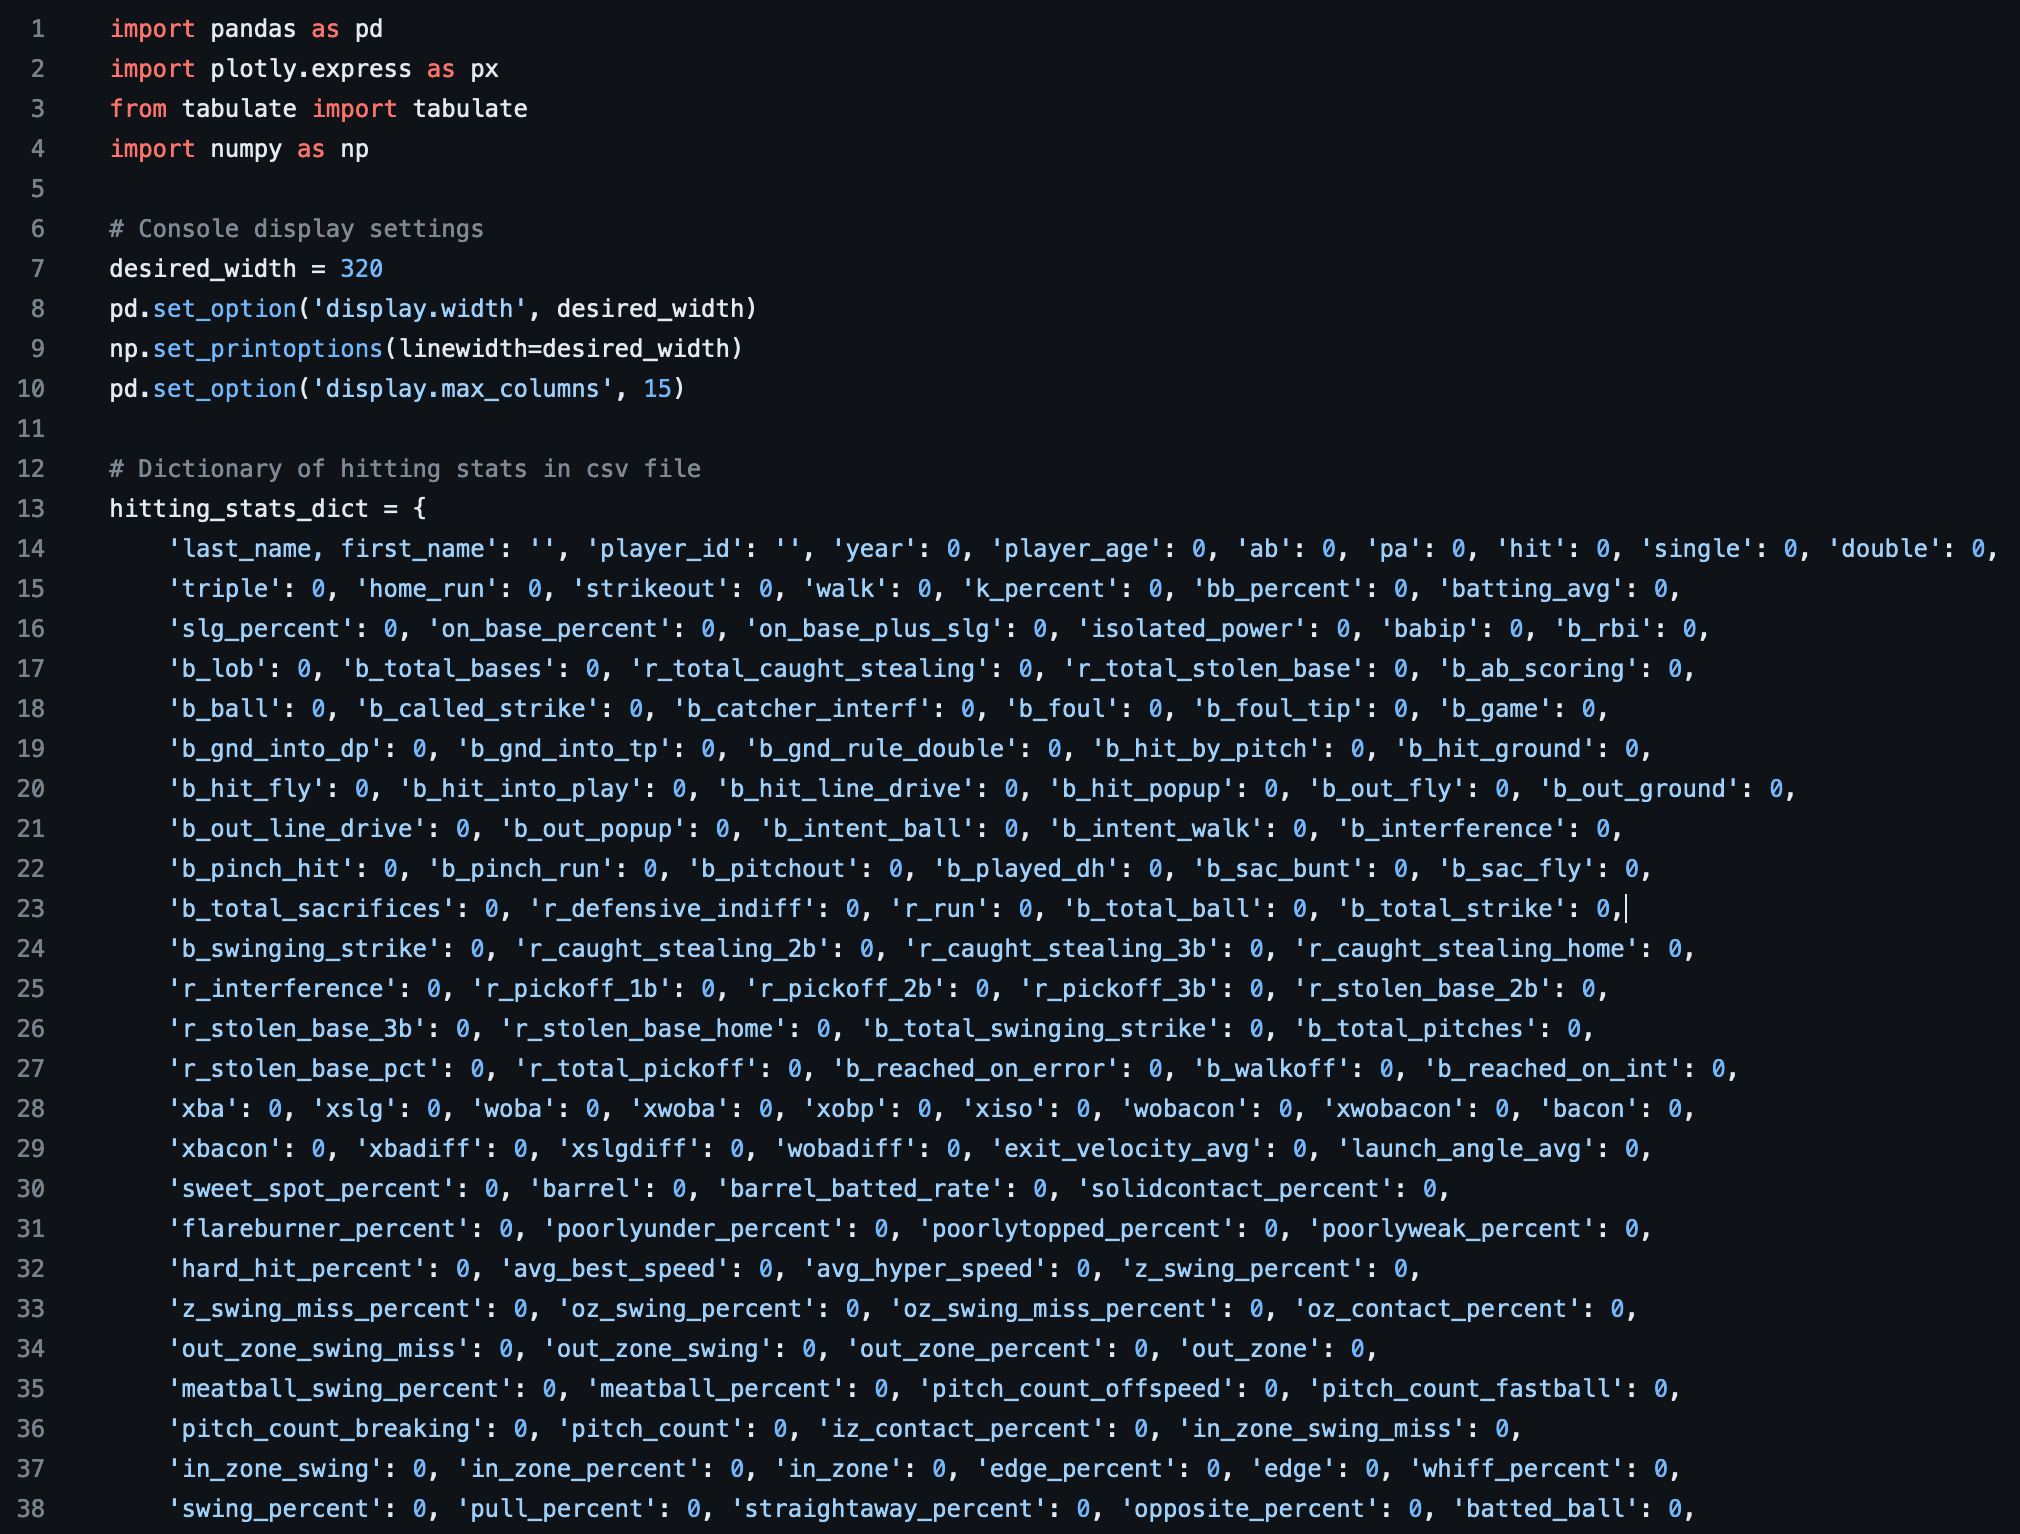 1 import pandas as pd
2 import plotly.express as px
3 from tabulate import tabulate
4 import numpy as np
5
6 # Console display settings
7 desired_width = 320
8 pd.set_option('display.width', desired_width)
9 np.set_printoptions(linewidth=desired_width)
10 pd.set_option('display.max_columns', 15)
11
12 # Dictionary of hitting stats in csv file
13 hitting_stats_dict = {
14 'last_name, first_name': '', 'player_id': '', 'year': 0, 'player_age': 0, 'ab': 0, 'pa': 0, 'hit': 0, 'single': 0, 'double': 0,
15 'triple': 0, 'home_run': 0, 'strikeout': 0, 'walk': 0, 'k_percent': 0, 'bb_percent': 0, 'batting_avg': 0,
16 'slg_percent': 0, 'on_base_percent': 0, 'on_base_plus_slg': 0, 'isolated_power': 0, 'babip': 0, 'b_rbi': 0,
17 'b_lob': 0, 'b_total_bases': 0, 'r_total_caught_stealing': 0, 'r_total_stolen_base': 0, 'b_ab_scoring': 0,
18 'b_ball': 0, 'b_called_strike': 0, 'b_catcher_interf': 0, 'b_foul': 0, 'b_foul_tip': 0, 'b_game': 0,
19 'b_gnd_into_dp': 0, 'b_gnd_into_tp': 0, 'b_gnd_rule_double': 0, 'b_hit_by_pitch': 0, 'b_hit_ground': 0,
20 'b_hit_fly': 0, 'b_hit_into_play': 0, 'b_hit_line_drive': 0, 'b_hit_popup': 0, 'b_out_fly': 0, 'b_out_ground': 0,
21 'b_out_line_drive': 0, 'b_out_popup': 0, 'b_intent_ball': 0, 'b_intent_walk': 0, 'b_interference': 0,
22 'b_pinch_hit': 0, 'b_pinch_run': 0, 'b_pitchout': 0, 'b_played_dh': 0, 'b_sac_bunt': 0, 'b_sac_fly': 0,
23 'b_total_sacrifices': 0, 'r_defensive_indiff': 0, 'r_run': 0, 'b_total_ball': 0, 'b_total_strike': 0,
24 'b_swinging_strike': 0, 'r_caught_stealing_2b': 0, 'r_caught_stealing_3b': 0, 'r_caught_stealing_home': 0,
25 'r_interference': 0, 'r_pickoff_1b': 0, 'r_pickoff_2b': 0, 'r_pickoff_3b': 0, 'r_stolen_base_2b': 0,
26 'r_stolen_base_3b': 0, 'r_stolen_base_home': 0, 'b_total_swinging_strike': 0, 'b_total_pitches': 0,
27 'r_stolen_base_pct': 0, 'r_total_pickoff': 0, 'b_reached_on_error': 0, 'b_walkoff': 0, 'b_reached_on_int': 0,
28 'xba': 0, 'xslg': 0, 'woba': 0, 'xwoba': 0, 'xobp': 0, 'xiso': 0, 'wobacon': 0, 'xwobacon': 0, 'bacon': 0,
29 'xbacon': 0, 'xbadiff': 0, 'xslgdiff': 0, 'wobadiff': 0, 'exit_velocity_avg': 0, 'launch_angle_avg': 0,
30 'sweet_spot_percent': 0, 'barrel': 0, 'barrel_batted_rate': 0, 'solidcontact_percent': 0,
31 'flareburner_percent': 0, 'poorlyunder_percent': 0, 'poorlytopped_percent': 0, 'poorlyweak_percent': 0,
32 'hard_hit_percent': 0, 'avg_best_speed': 0, 'avg_hyper_speed': 0, 'z_swing_percent': 0,
33 'z_swing_miss_percent': 0, 'oz_swing_percent': 0, 'oz_swing_miss_percent': 0, 'oz_contact_percent': 0,
34 'out_zone_swing_miss': 0, 'out_zone_swing': 0, 'out_zone_percent': 0, 'out_zone': 0,
35 'meatball_swing_percent': 0, 'meatball_percent': 0, 'pitch_count_offspeed': 0, 'pitch_count_fastball': 0,
36 'pitch_count_breaking': 0, 'pitch_count': 0, 'iz_contact_percent': 0, 'in_zone_swing_miss': 0,
37 'in_zone_swing': 0, 'in_zone_percent': 0, 'in_zone': 0, 'edge_percent': 0, 'edge': 0, 'whiff_percent': 0,
38 'swing_percent': 0, 'pull_percent': 0, 'straightaway_percent': 0, 'opposite_percent': 0, 'batted_ball': 0,